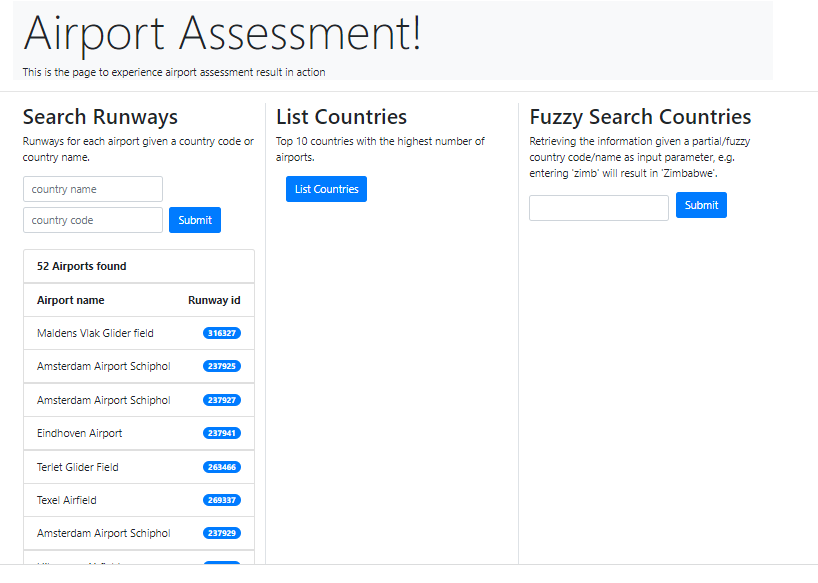 Airport Assessment!
This is the page to experience airport assessment result in action
Search Runways
Runways for each airport given a country code or
country name.
country name
country code
Submit
52 Airports found
Airport name Runway id
Maldens Vlak Glider field 316327
Amsterdam Airport Schiphol 237925
Amsterdam Airport Schiphol 237927
Eindhoven Airport 237941
Terlet Glider Field 263466
Texel Airfield 269337
Amsterdam Airport Schiphol 237929
List Countries
Top 10 countries with the highest number of
airports.
List Countries
Fuzzy Search Countries
Retrieving the information given a partial/fuzzy
country code/name as input parameter, e.g.
entering 'zimb' will result in 'Zimbabwe'.
Submit